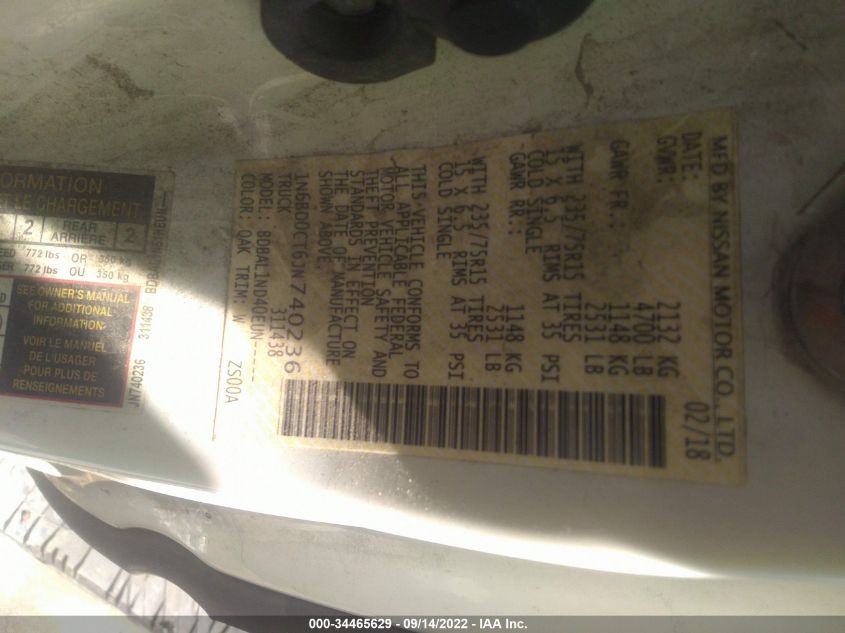 MFD BY NISSAN MOTOR CO., LTD.
DATE: 02/18
GVWR: 2132 KG
4700 LB
GAWR FR.: 1148 KG
2531 LB
WITH 235/75R15 TIRES
15 X 6.5 RIMS AT 35 PSI
COLD SINGLE
GAWR RR.: 1148 KG
2531 LB
WITH 235/75R15 TIRES
15 X 6.5 RIMS AT 35 PSI
COLD SINGLE
THIS VEHICLE CONFORMS TO
ALL APPLICABLE FEDERAL
MOTOR VEHICLE SAFETY AND
THEFT PREVENTION
STANDARDS IN EFFECT ON
THE DATE OF MANUFACTURE
SHOWN ABOVE.
1N6BD0CT6JN740236
TRUCK 311438
MODEL: BDBALJN
COLOR: QAK TRIM: W
ZS00A
ORMATION
LE CHARGEMENT
2 REAR 2
ARRIÈRE
772 lbs OR 350 kg
772 lbs OU 350 kg
SEE OWNER'S MANUAL
FOR ADDITIONAL
INFORMATION:
VOIR LE MANUEL
DE L'USAGER
POUR PLUS DE
RENSEIGNEMENTS
JN740236 311438
000-34465629 - 09/14/2022 - IAA Inc.